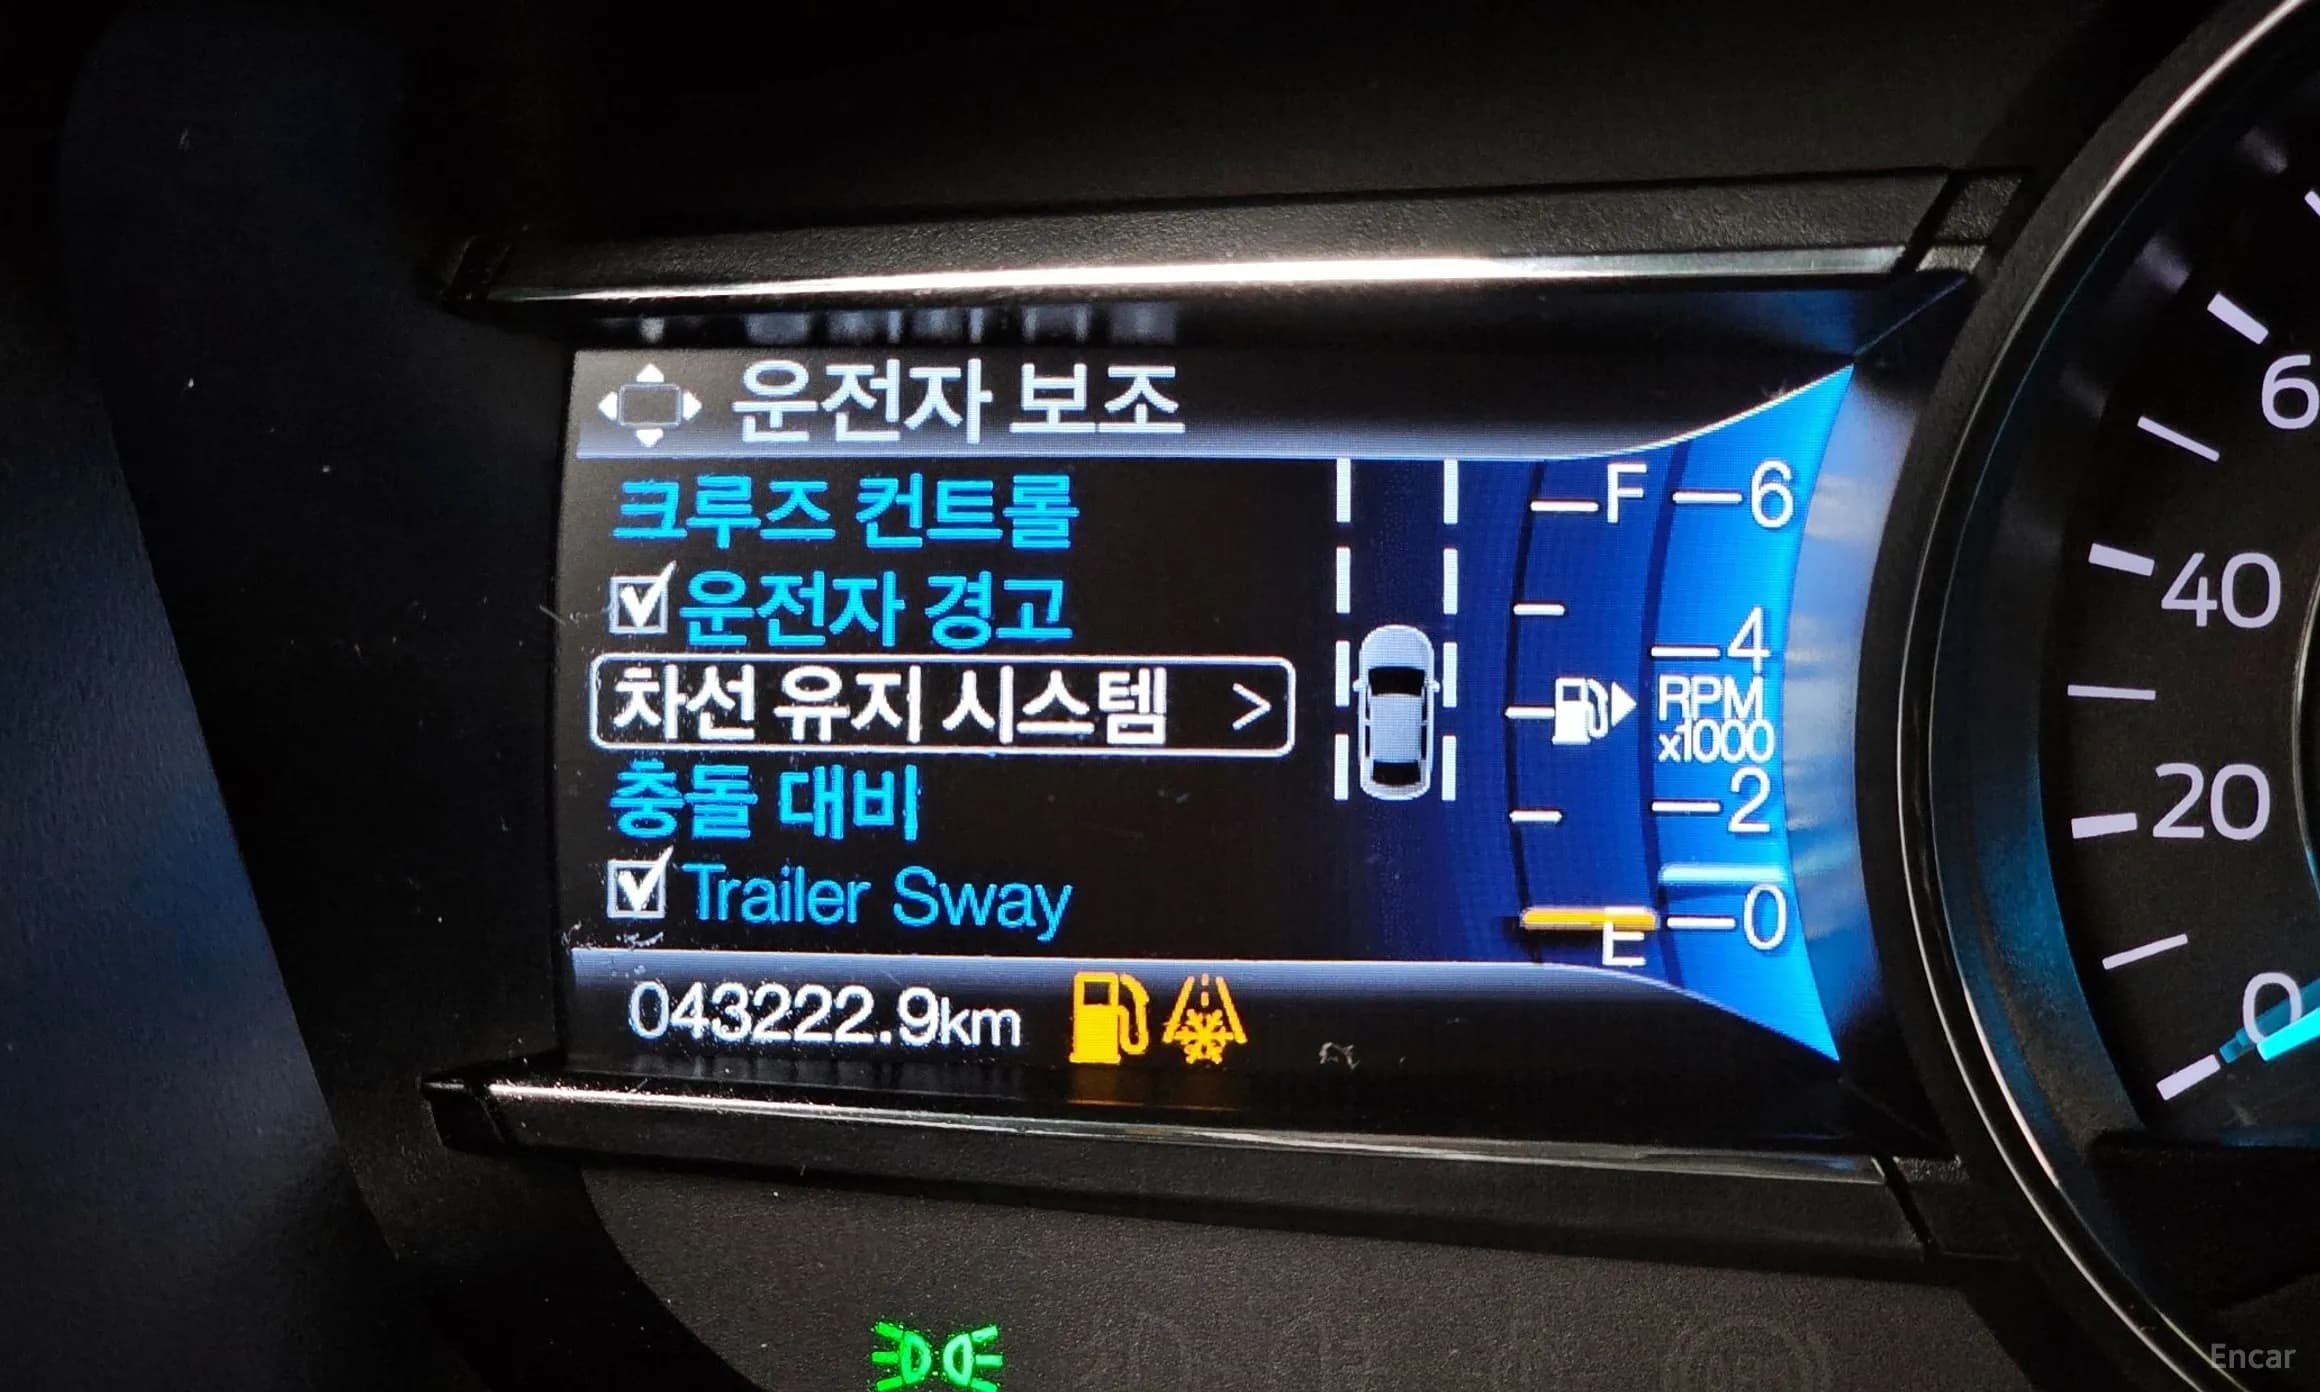 운전자 보조
크루즈 컨트롤
운전자 경고
차선 유지 시스템 >
충돌 대비
Trailer Sway
043222.9km
F
E
6
4
RPM
x1000
2
0
6
40
20
0
Encar